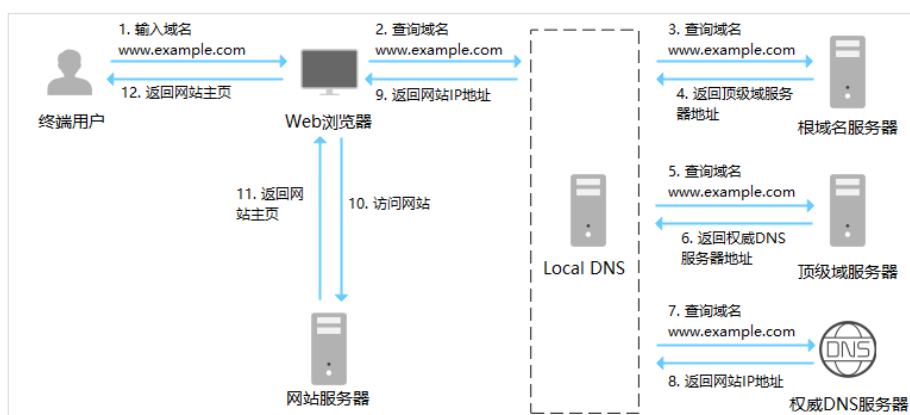 1. 输入域名
www.example.com
12. 返回网站主页
终端用户
Web浏览器
2. 查询域名
www.example.com
9. 返回网站IP地址
3. 查询域名
www.example.com
4. 返回顶级域服务
器地址
根域名服务器
11. 返回网
站主页
10. 访问网站
网站服务器
Local DNS
5. 查询域名
www.example.com
6. 返回权威DNS
服务器地址
顶级域服务器
7. 查询域名
www.example.com
8. 返回网站IP地址
DNS
权威DNS服务器